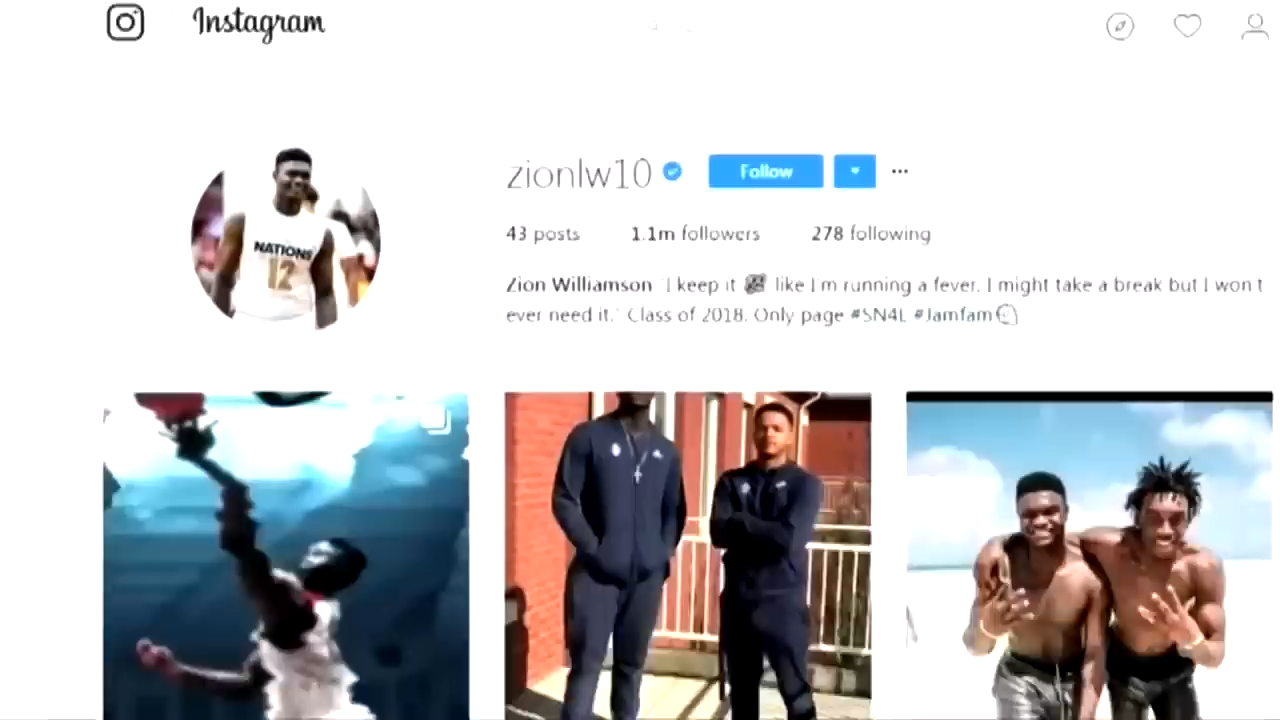 Instagram
zionlw10
Follow
...
43 posts 1.1m followers 278 following
Zion Williamson "I keep it like I'm running a fever. I might take a break but I won't
ever need it." Class of 2018. Only page #SN4L #Jamfam
NATIONS
12